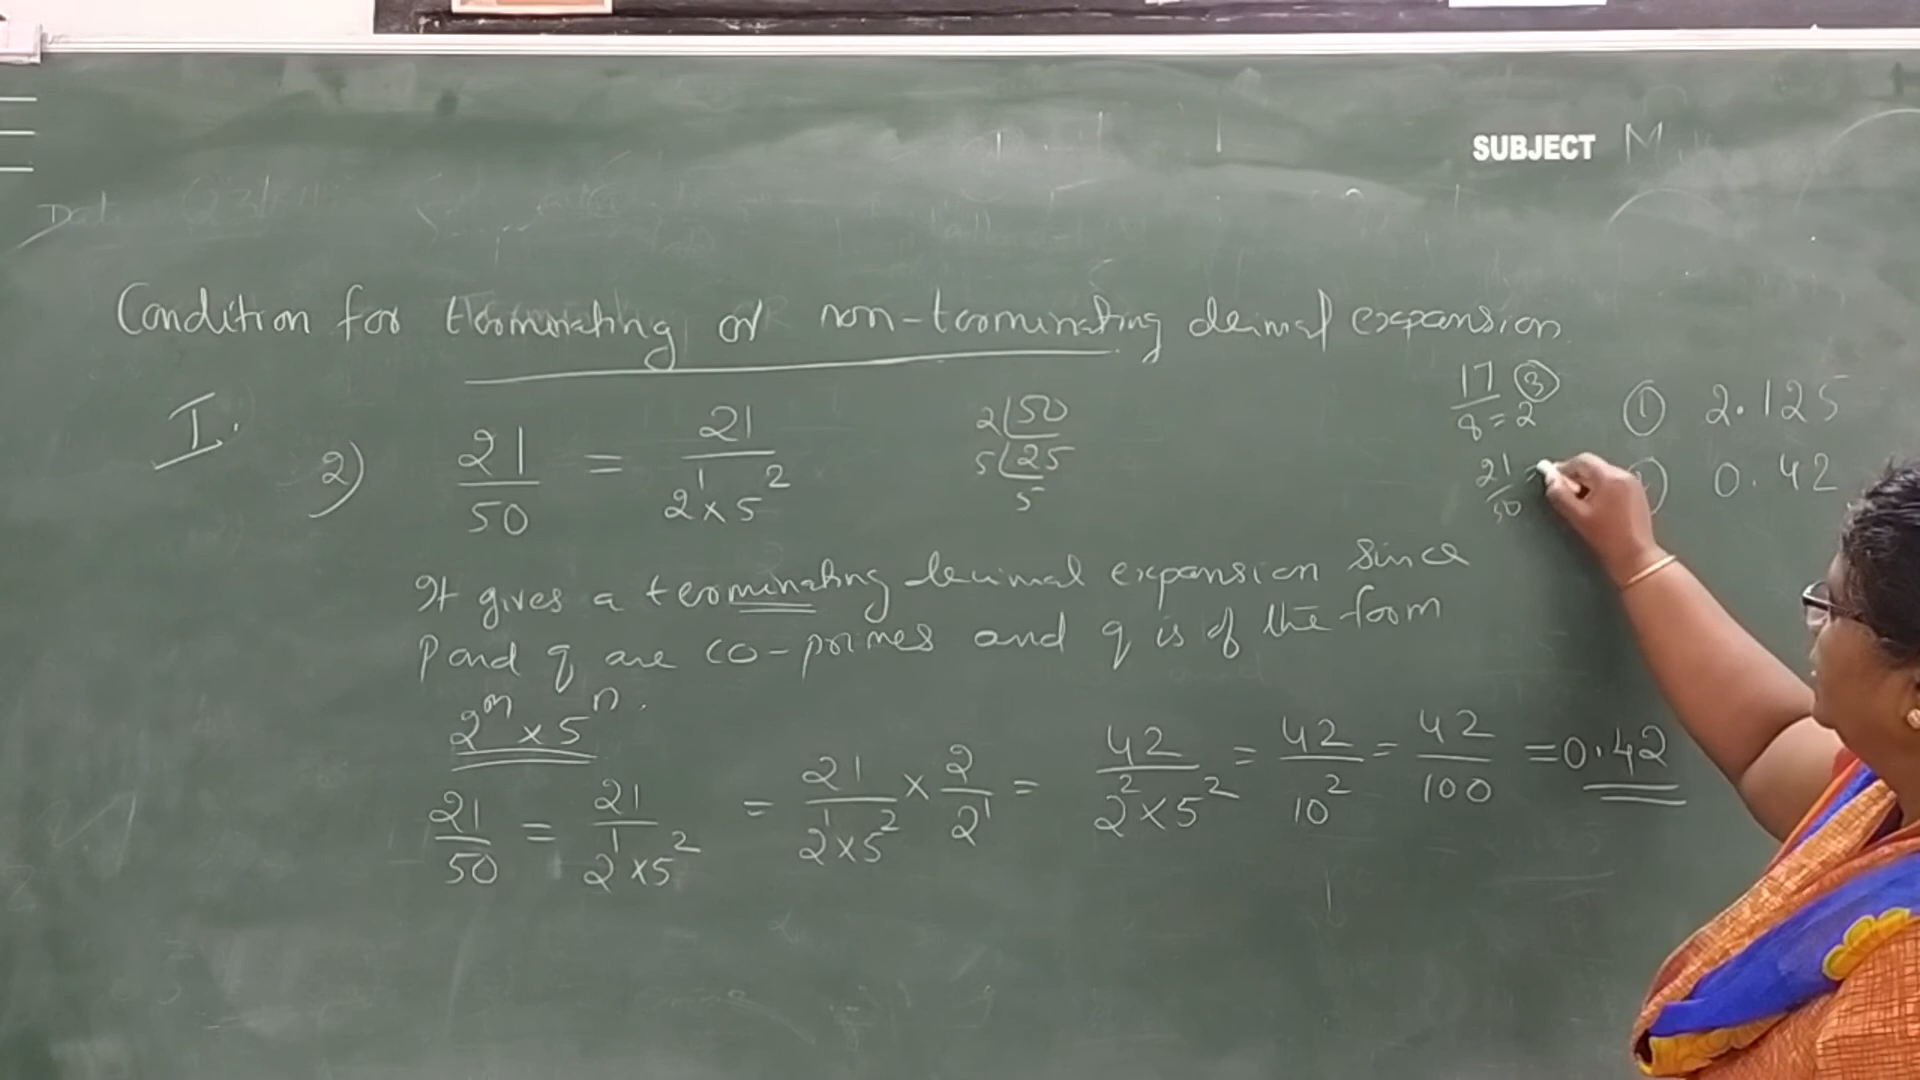 SUBJECT
Date
Condition for terminating or non-terminating decimal expansion
I.
2) 21/50 = 21/2¹×5²
2|50
5|25
5
17/8 = 2 ③
① 2.125
21/50 =
0.42
It gives a terminating decimal expansion since
P and q are co-primes and q is of the form
2ᵐ × 5ⁿ.
21/50 = 21/2¹×5² = 21/2¹×5² × 2/2¹ = 42/2²×5² = 42/10² = 42/100 = 0.42